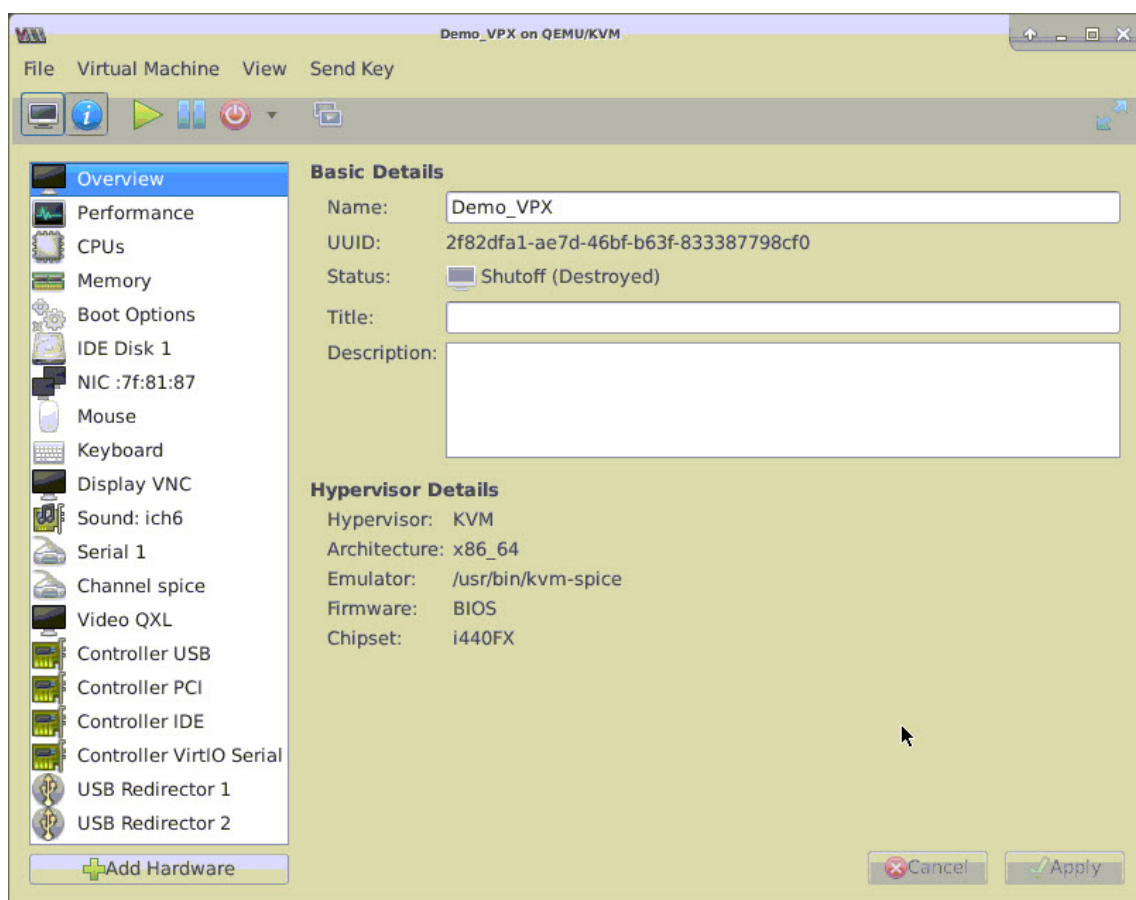 Demo_VPX on QEMU/KVM
File Virtual Machine View Send Key
Overview
Performance
CPUs
Memory
Boot Options
IDE Disk 1
NIC :7f:81:87
Mouse
Keyboard
Display VNC
Sound: ich6
Serial 1
Channel spice
Video QXL
Controller USB
Controller PCI
Controller IDE
Controller VirtIO Serial
USB Redirector 1
USB Redirector 2
Add Hardware
Basic Details
Name: Demo_VPX
UUID: 2f82dfa1-ae7d-46bf-b63f-833387798cf0
Status: Shutoff (Destroyed)
Title:
Description:
Hypervisor Details
Hypervisor: KVM
Architecture: x86_64
Emulator: /usr/bin/kvm-spice
Firmware: BIOS
Chipset: i440FX
Cancel Apply